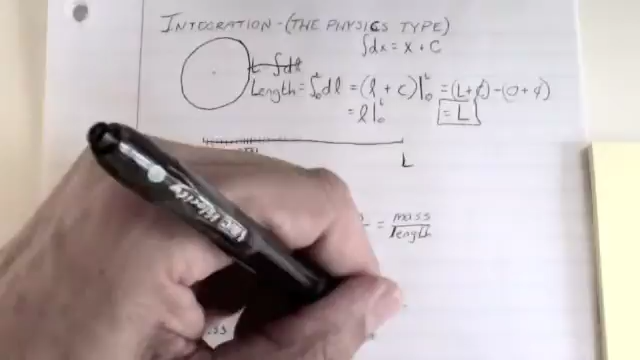 INTEGRATION - (THE PHYSICS TYPE)
∫dx = x + C
L = ∫dl
LENGTH = ∫₀ᴸ dl = (l + c)|₀ᴸ = (L + c) - (0 + c)
= l|₀ᴸ = L
L
= mass
length